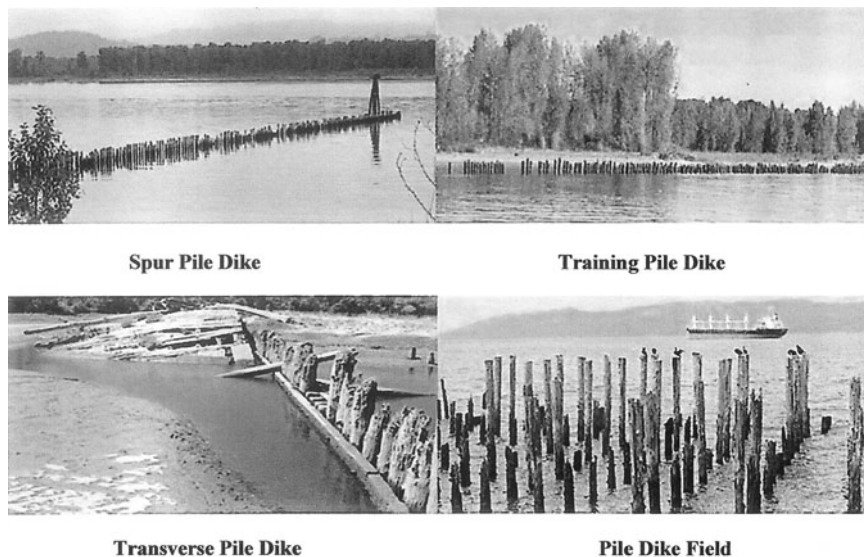 Spur Pile Dike
Training Pile Dike
Transverse Pile Dike
Pile Dike Field